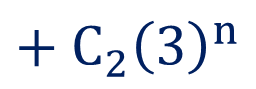 + C₂(3)ⁿ